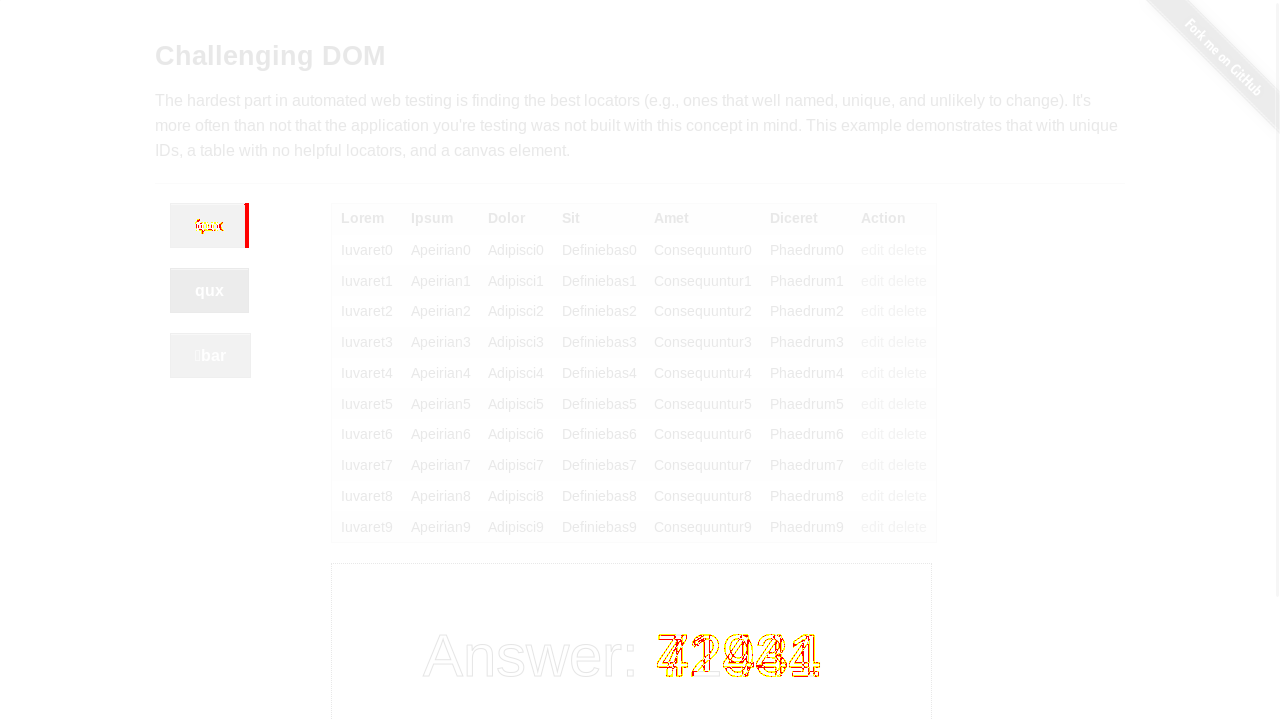 Fork me on GitHub
Challenging DOM
The hardest part in automated web testing is finding the best locators (e.g., ones that well named, unique, and unlikely to change). It's
more often than not that the application you're testing was not built with this concept in mind. This example demonstrates that with unique
IDs, a table with no helpful locators, and a canvas element.
qux
bar
Lorem Ipsum Dolor Sit Amet Diceret Action
Iuvaret0 Apeirian0 Adipisci0 Definiebas0 Consequuntur0 Phaedrum0 edit delete
Iuvaret1 Apeirian1 Adipisci1 Definiebas1 Consequuntur1 Phaedrum1 edit delete
Iuvaret2 Apeirian2 Adipisci2 Definiebas2 Consequuntur2 Phaedrum2 edit delete
Iuvaret3 Apeirian3 Adipisci3 Definiebas3 Consequuntur3 Phaedrum3 edit delete
Iuvaret4 Apeirian4 Adipisci4 Definiebas4 Consequuntur4 Phaedrum4 edit delete
Iuvaret5 Apeirian5 Adipisci5 Definiebas5 Consequuntur5 Phaedrum5 edit delete
Iuvaret6 Apeirian6 Adipisci6 Definiebas6 Consequuntur6 Phaedrum6 edit delete
Iuvaret7 Apeirian7 Adipisci7 Definiebas7 Consequuntur7 Phaedrum7 edit delete
Iuvaret8 Apeirian8 Adipisci8 Definiebas8 Consequuntur8 Phaedrum8 edit delete
Iuvaret9 Apeirian9 Adipisci9 Definiebas9 Consequuntur9 Phaedrum9 edit delete
Answer: